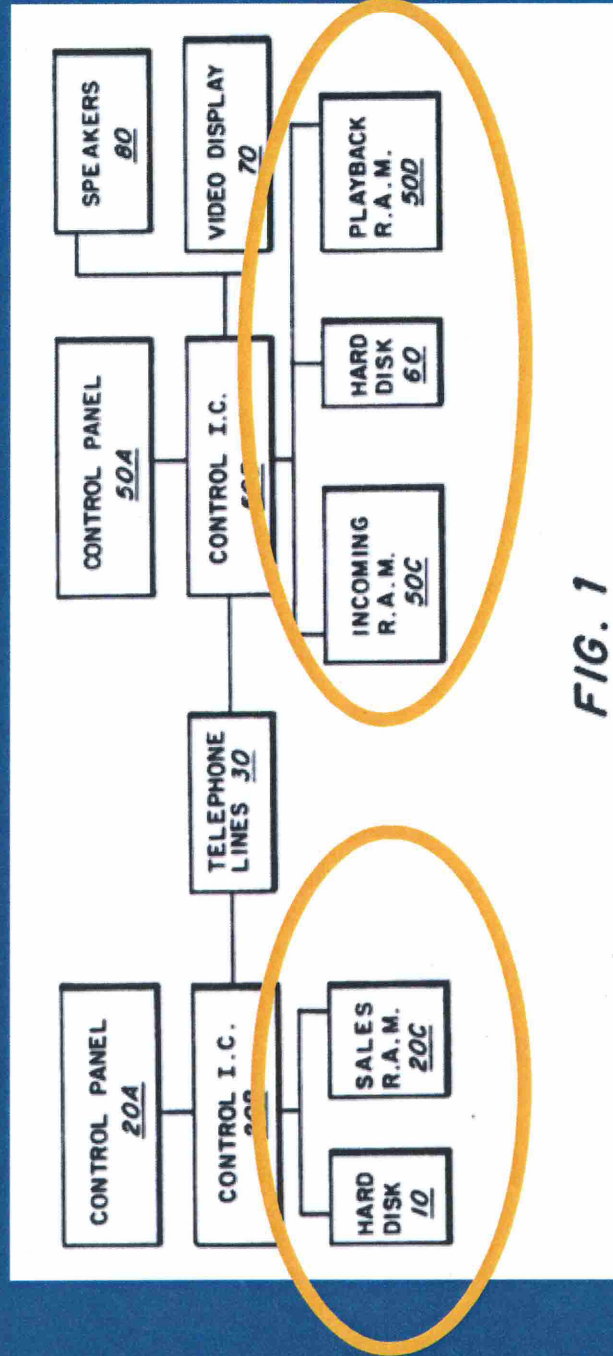 CONTROL PANEL
20A
CONTROL PANEL
50A
SPEAKERS
80
CONTROL I.C.
TELEPHONE
LINES 30
CONTROL I.C.
VIDEO DISPLAY
70
HARD
DISK
10
SALES
R.A.M.
20C
INCOMING
R.A.M.
50C
HARD
DISK
60
PLAYBACK
R.A.M.
50D
FIG. 1